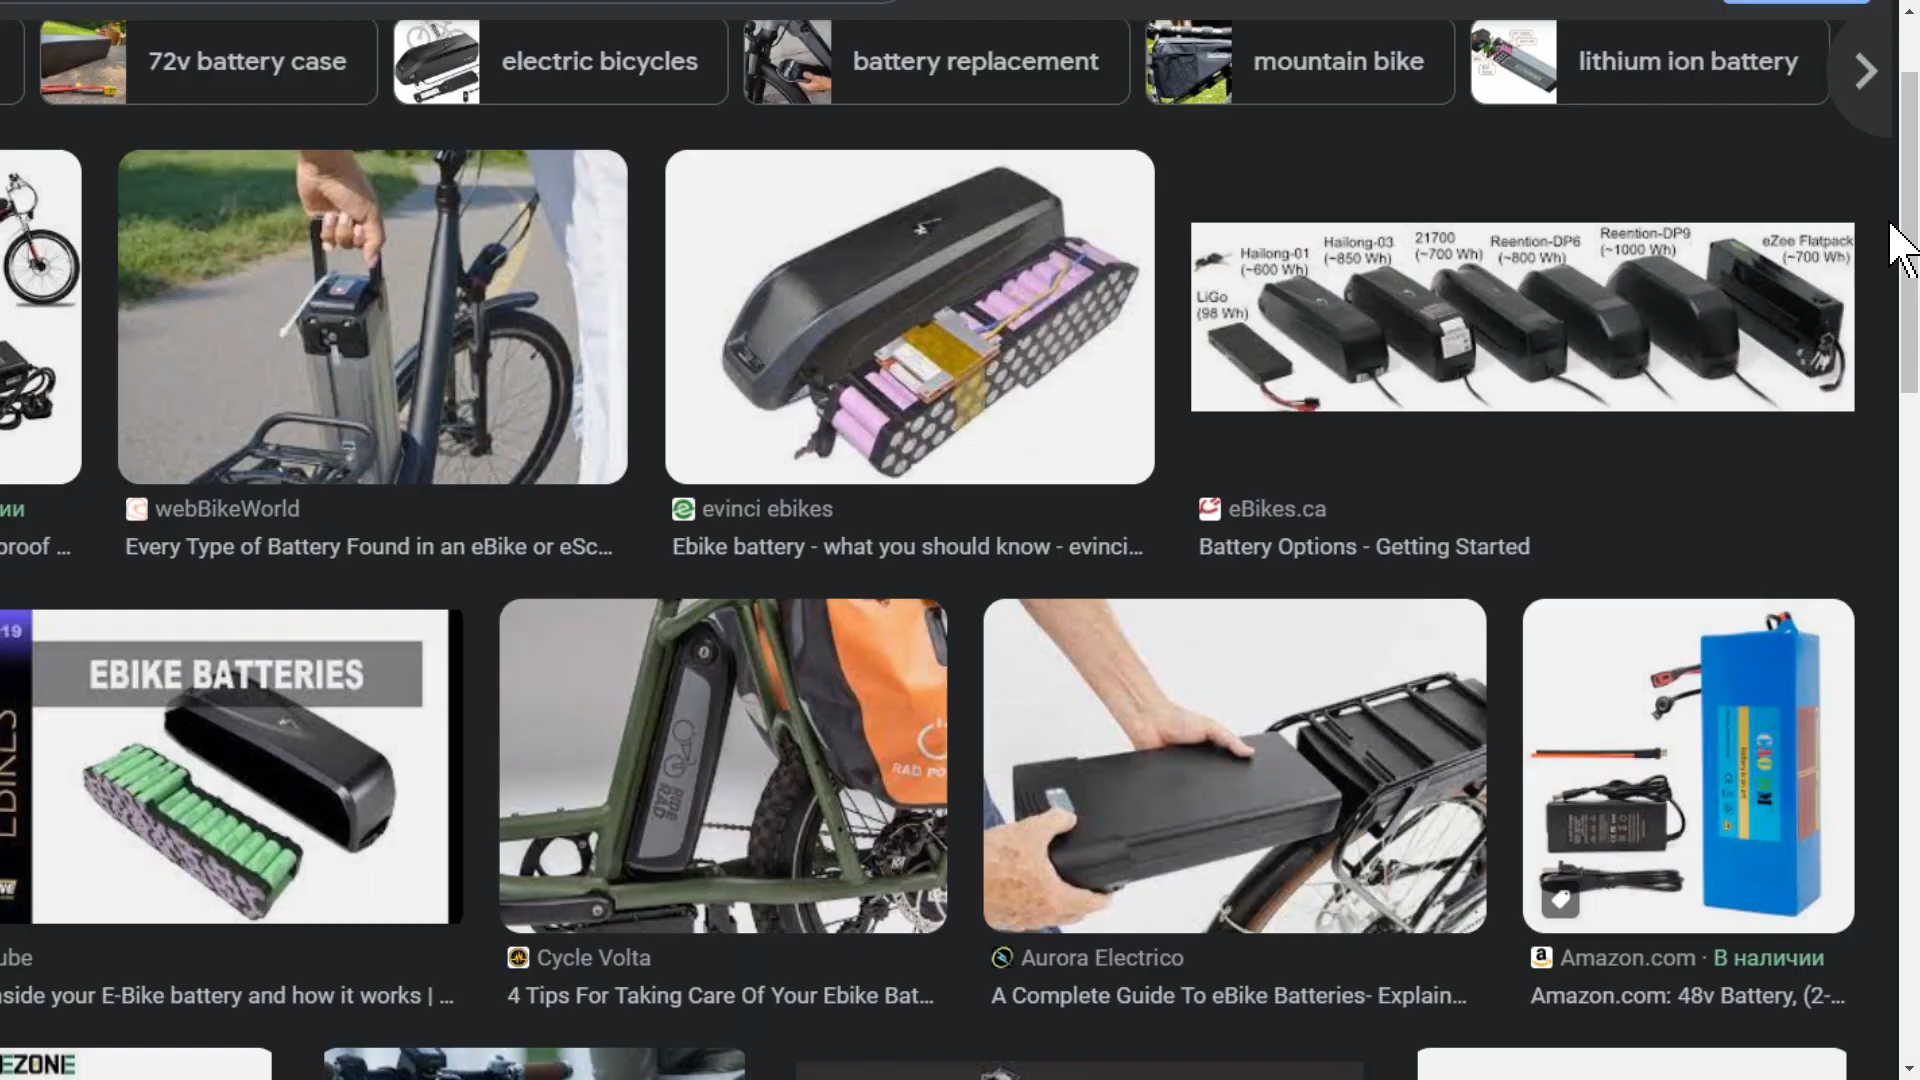 72v battery case
electric bicycles
battery replacement
mountain bike
lithium ion battery
Hailong-01
(~600 Wh)
Hailong-03
(~850 Wh)
21700
(~700 Wh)
Reention-DP6
(~800 Wh)
Reention-DP9
(~1000 Wh)
eZee Flatpack
(~700 Wh)
LiGo
(98 Wh)
ии
proof ...
webBikeWorld
Every Type of Battery Found in an eBike or eSc...
evinci ebikes
Ebike battery - what you should know - evinci...
eBikes.ca
Battery Options - Getting Started
19
EBIKES
EBIKE BATTERIES
RIDE
RAD
RAD PO
ube
nside your E-Bike battery and how it works | ...
Cycle Volta
4 Tips For Taking Care Of Your Ebike Bat...
Aurora Electrico
A Complete Guide To eBike Batteries- Explain...
Amazon.com · В наличии
Amazon.com: 48v Battery, (2-...
EZONE